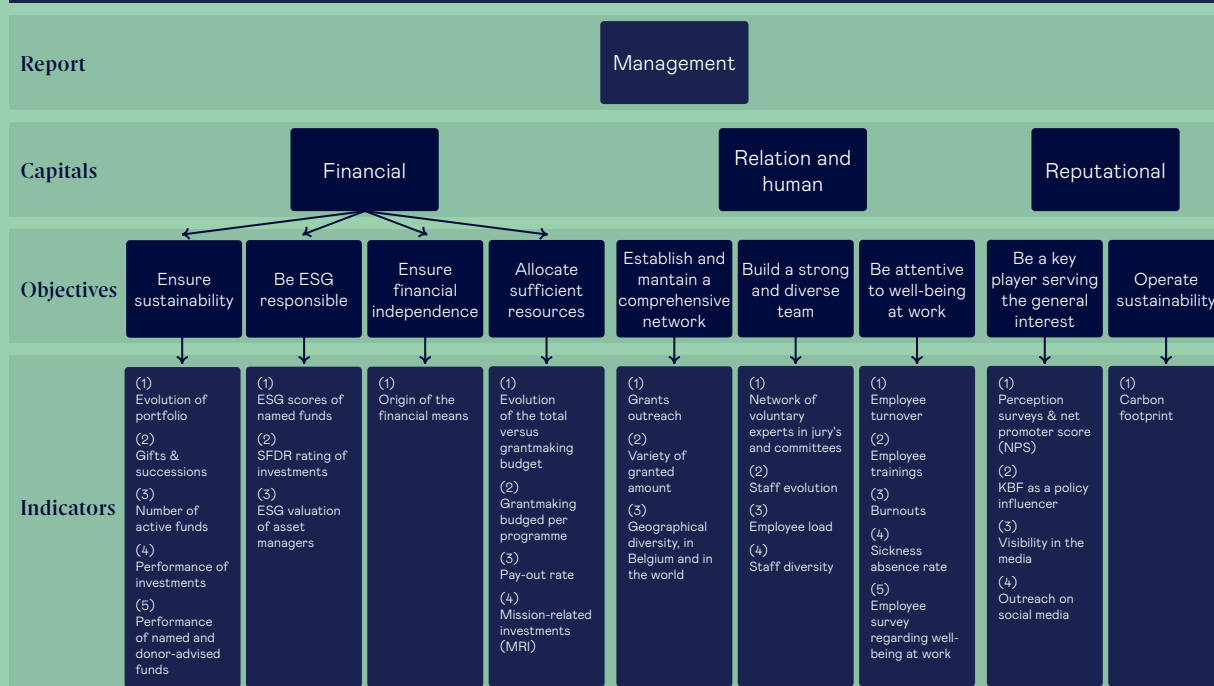 Report
Management
Capitals
Financial
Relation and
human
Reputational
Objectives
Ensure
sustainability
Be ESG
responsible
Ensure
financial
independence
Allocate
sufficient
resources
Establish and
mantain a
comprehensive
network
Build a strong
and diverse
team
Be attentive
to well-being
at work
Be a key
player serving
the general
interest
Operate
sustainability
Indicators
(1)
Evolution of
portfolio
(2)
Gifts &
successions
(3)
Number of
active funds
(4)
Performance of
investments
(5)
Performance
of named and
donor-advised
funds
(1)
ESG scores of
named funds
(2)
SFDR rating of
investments
(3)
ESG valuation
of asset
managers
(1)
Origin of the
financial means
(1)
Evolution
of the total
versus
grantmaking
budget
(2)
Grantmaking
budged per
programme
(3)
Pay-out rate
(4)
Mission-related
investments
(MRI)
(1)
Grants
outreach
(2)
Variety of
granted
amount
(3)
Geographical
diversity, in
Belgium and in
the world
(1)
Network of
voluntary
experts in jury's
and committees
(2)
Staff evolution
(3)
Employee load
(4)
Staff diversity
(1)
Employee
turnover
(2)
Employee
trainings
(3)
Burnouts
(4)
Sickness
absence rate
(5)
Employee
survey
regarding well-
being at work
(1)
Perception
surveys & net
promoter score
(NPS)
(2)
KBF as a policy
influencer
(3)
Visibility in the
media
(4)
Outreach on
social media
(1)
Carbon
footprint